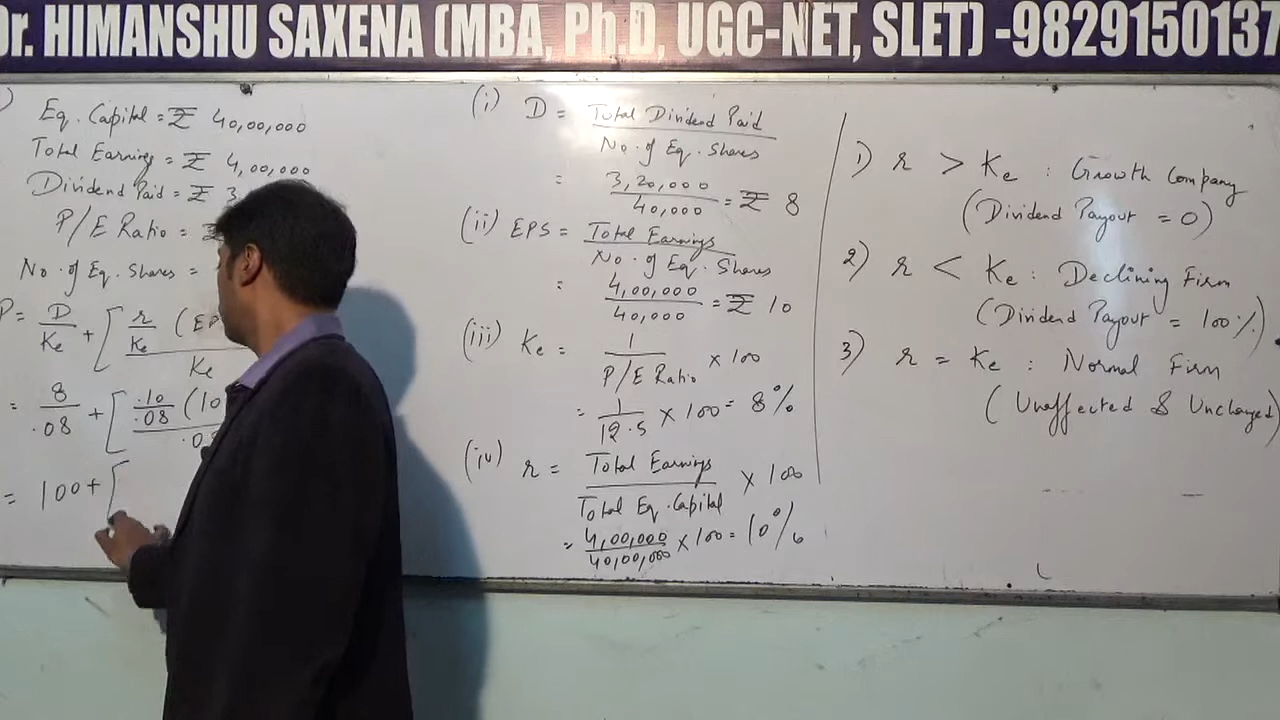 Dr. HIMANSHU SAXENA (MBA, Ph.D, UGC-NET, SLET) -9829150137
)
Eq. Capital = ₹ 40,00,000
Total Earnings = ₹ 4,00,000
Dividend Paid = ₹ 3,
P/E Ratio = ₹
No. of Eq. Shares =
P = D/Ke + [ r/Ke (EP
Ke
= 8/.08 + [ .10/.08 (10
.08
= 100 + [
(i) D = Total Dividend Paid
No. of Eq. Shares
= 3,20,000/40,000 = ₹ 8
(ii) EPS = Total Earnings
No. of Eq. Shares
= 4,00,000/40,000 = ₹ 10
(iii) Ke = 1/P/E Ratio × 100
= 1/12.5 × 100 = 8%
(iv) r = Total Earnings × 100
Total Eq. Capital
= 4,00,000/40,00,000 × 100 = 10%
1) r > Ke : Growth Company
(Dividend Payout = 0)
2) r < Ke : Declining Firm
(Dividend Payout = 100%)
3) r = Ke : Normal Firm
(Unaffected & Unchanged)